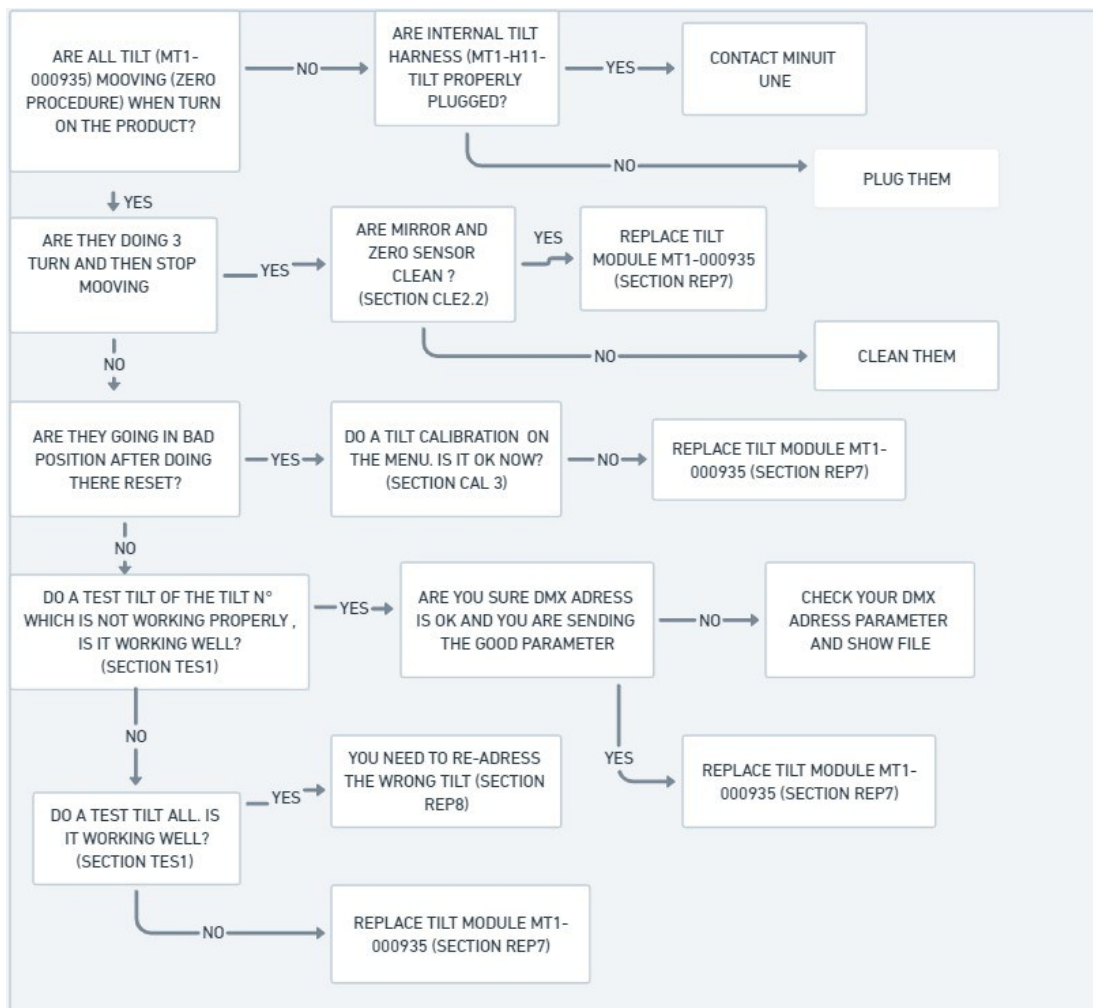 ARE ALL TILT (MT1-
000935) MOOVING (ZERO
PROCEDURE) WHEN TURN
ON THE PRODUCT?
NO
ARE INTERNAL TILT
HARNESS (MT1-H11-
TILT PROPERLY
PLUGGED?
YES
CONTACT MINUIT
UNE
NO
PLUG THEM
YES
ARE THEY DOING 3
TURN AND THEN STOP
MOOVING
YES
ARE MIRROR AND
ZERO SENSOR
CLEAN ?
(SECTION CLE2.2)
YES
REPLACE TILT
MODULE MT1-000935
(SECTION REP7)
NO
CLEAN THEM
NO
ARE THEY GOING IN BAD
POSITION AFTER DOING
THERE RESET?
YES
DO A TILT CALIBRATION ON
THE MENU. IS IT OK NOW?
(SECTION CAL 3)
NO
REPLACE TILT MODULE MT1-
000935 (SECTION REP7)
NO
DO A TEST TILT OF THE TILT N°
WHICH IS NOT WORKING PROPERLY ,
IS IT WORKING WELL?
(SECTION TES1)
YES
ARE YOU SURE DMX ADRESS
IS OK AND YOU ARE SENDING
THE GOOD PARAMETER
NO
CHECK YOUR DMX
ADRESS PARAMETER
AND SHOW FILE
YES
REPLACE TILT MODULE MT1-
000935 (SECTION REP7)
NO
DO A TEST TILT ALL. IS
IT WORKING WELL?
(SECTION TES1)
YES
YOU NEED TO RE-ADRESS
THE WRONG TILT (SECTION
REP8)
NO
REPLACE TILT MODULE MT1-
000935 (SECTION REP7)